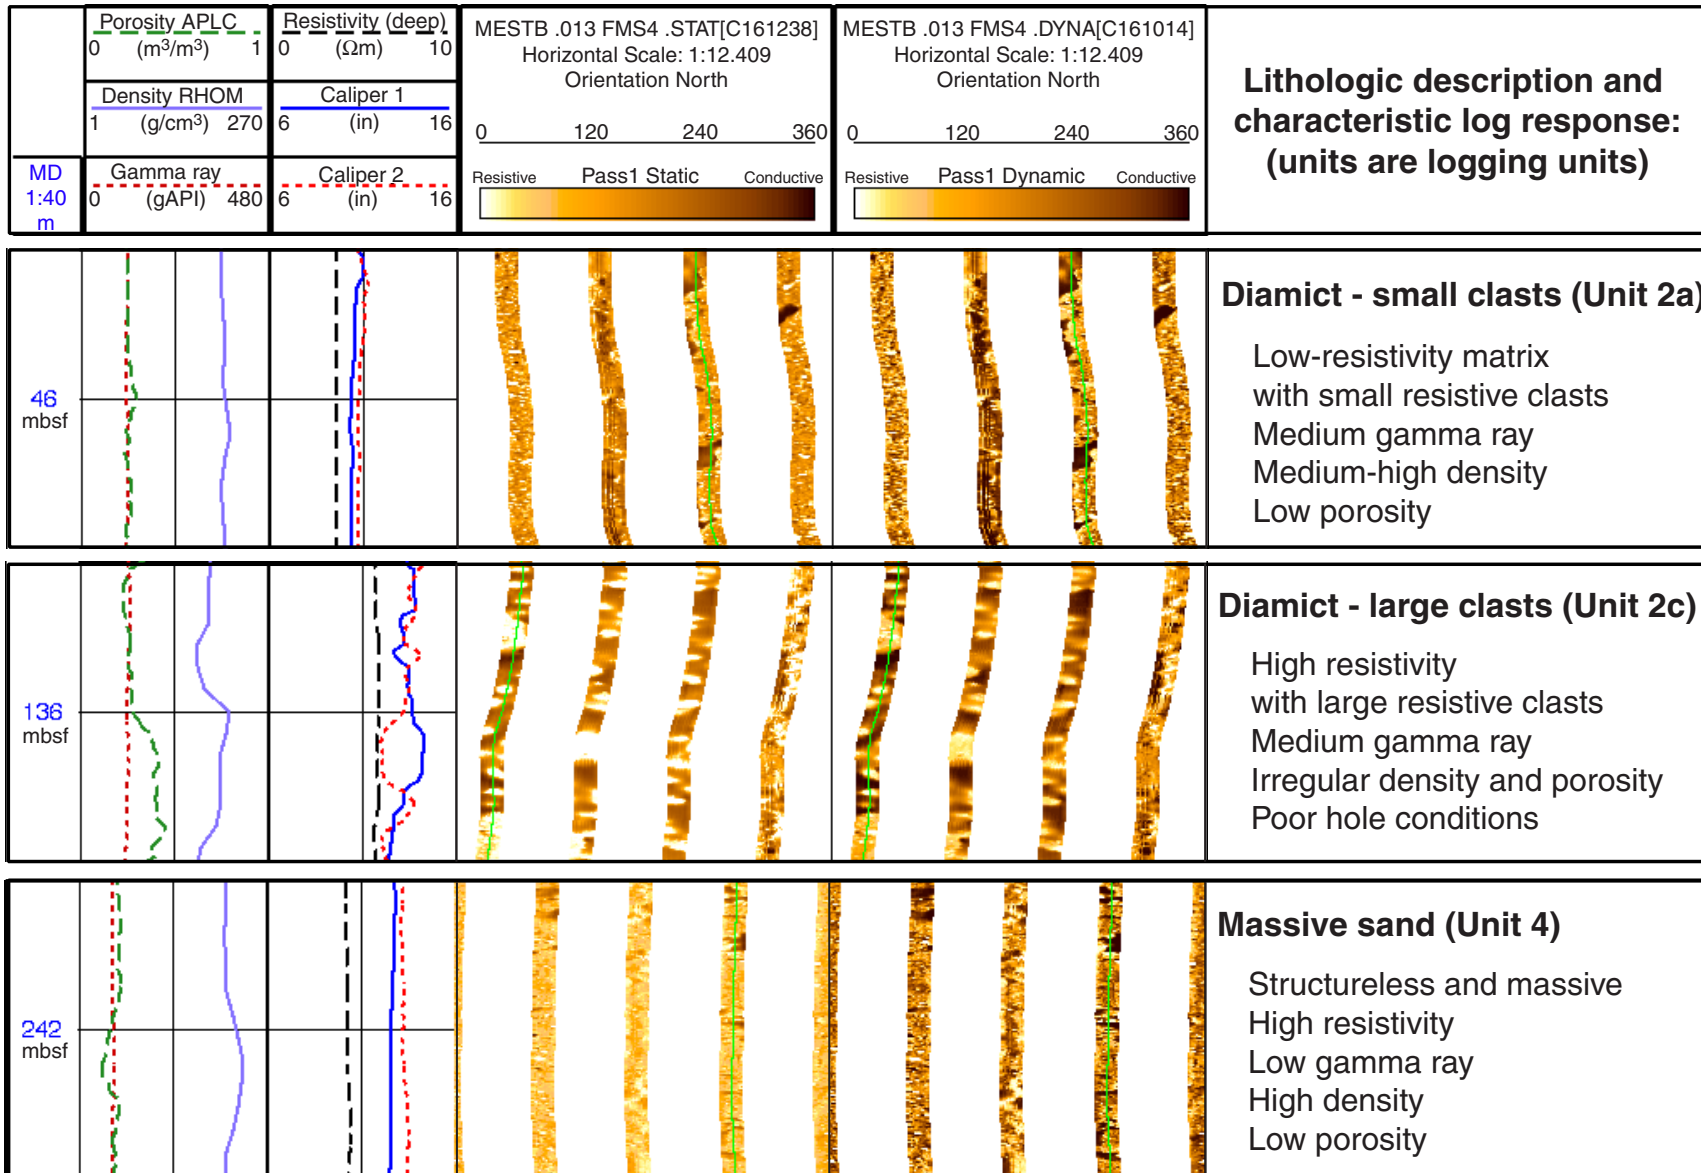 Porosity APLC
0 (m³/m³) 1
Density RHOM
1 (g/cm³) 270
MD
1:40
m
Gamma ray
0 (gAPI) 480
Resistivity (deep)
0 (Ωm) 10
Caliper 1
6 (in) 16
Caliper 2
6 (in) 16
MESTB .013 FMS4 .STAT[C161238]
Horizontal Scale: 1:12.409
Orientation North
0 120 240 360
Resistive Pass1 Static Conductive
MESTB .013 FMS4 .DYNA[C161014]
Horizontal Scale: 1:12.409
Orientation North
0 120 240 360
Resistive Pass1 Dynamic Conductive
Lithologic description and
characteristic log response:
(units are logging units)
46
mbsf
Diamict - small clasts (Unit 2a)
Low-resistivity matrix
with small resistive clasts
Medium gamma ray
Medium-high density
Low porosity
136
mbsf
Diamict - large clasts (Unit 2c)
High resistivity
with large resistive clasts
Medium gamma ray
Irregular density and porosity
Poor hole conditions
242
mbsf
Massive sand (Unit 4)
Structureless and massive
High resistivity
Low gamma ray
High density
Low porosity